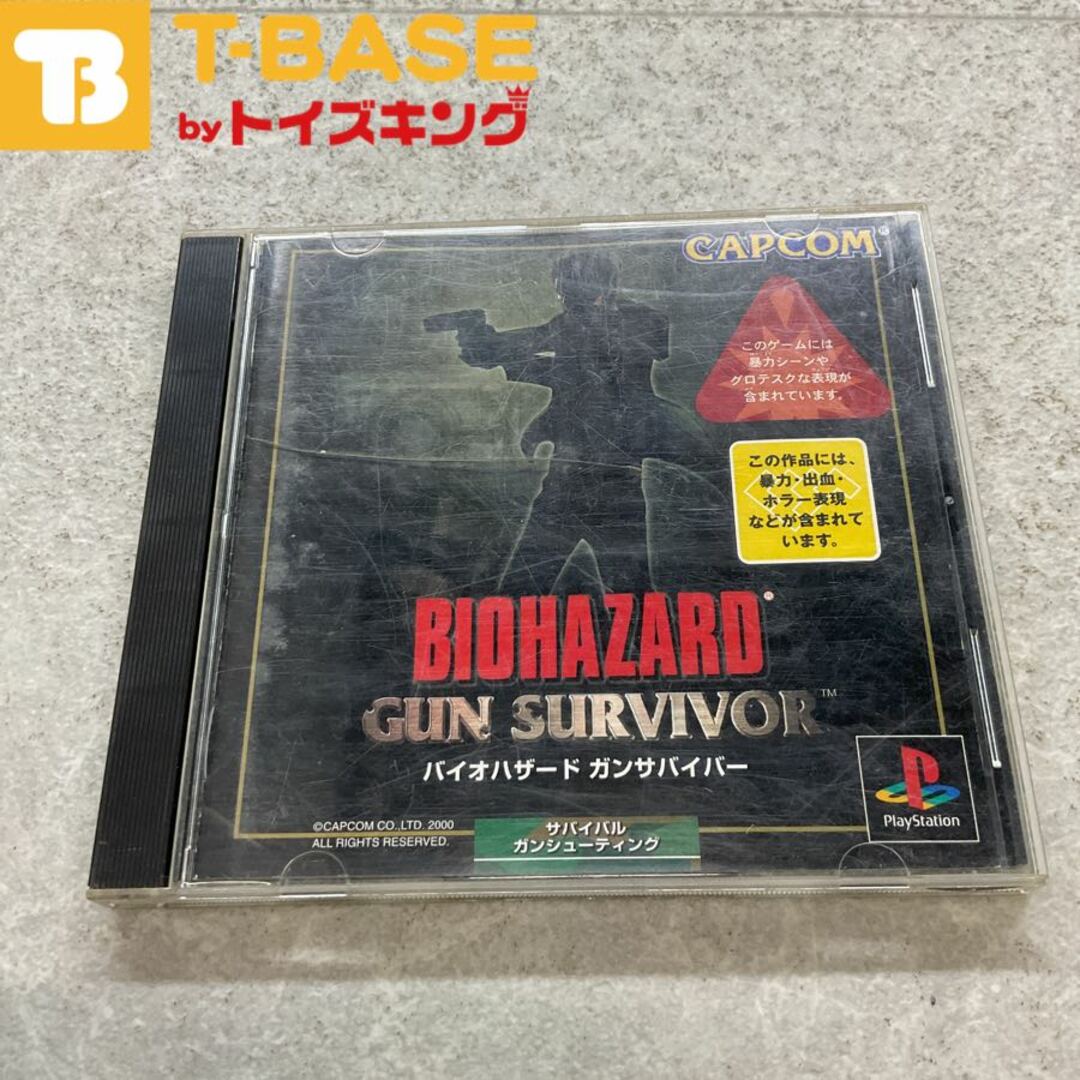 TB
T-BASE
byトイズキング
CAPCOM®
このゲームには
暴力シーンや
グロテスクな表現が
含まれています。
この作品には、
暴力・出血・
ホラー表現
などが含まれて
います。
BIOHAZARD®
GUN SURVIVOR™
バイオハザード ガンサバイバー
©CAPCOM CO.,LTD. 2000
ALL RIGHTS RESERVED.
サバイバル
ガンシューティング
PlayStation